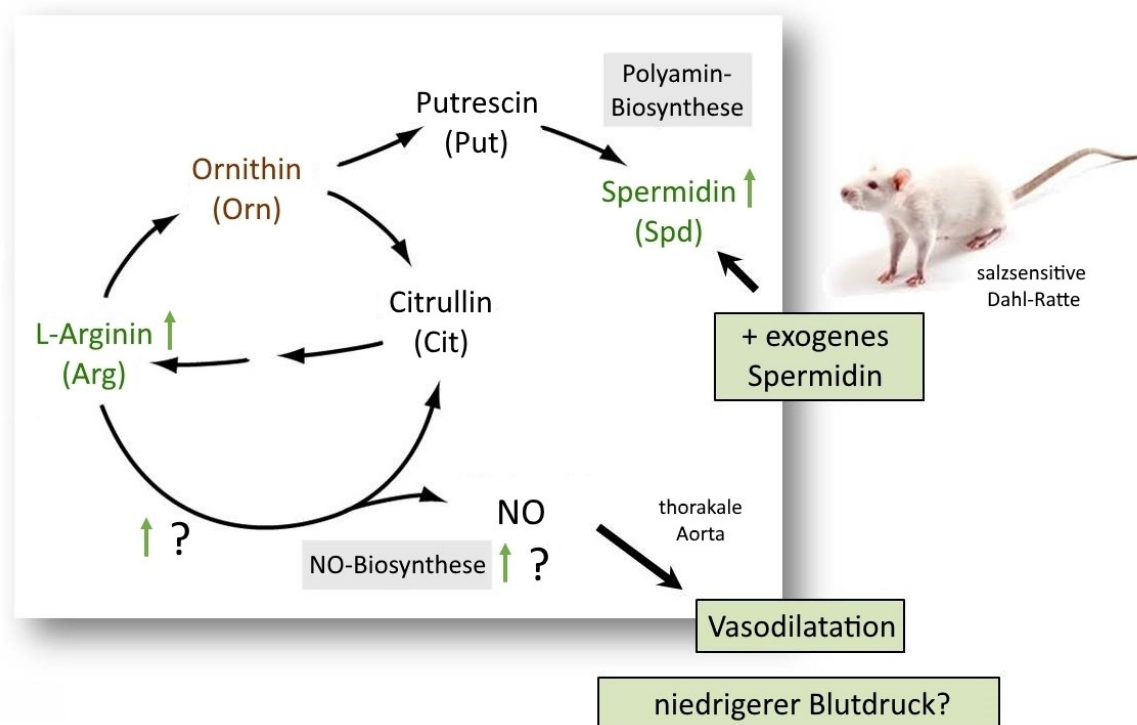 Polyamin-
Biosynthese
Putrescin
(Put)
Ornithin
(Orn)
Spermidin
(Spd)
salzsensitive
Dahl-Ratte
Citrullin
(Cit)
L-Arginin
(Arg)
+ exogenes
Spermidin
?
NO
NO-Biosynthese ?
thorakale
Aorta
Vasodilatation
niedrigerer Blutdruck?